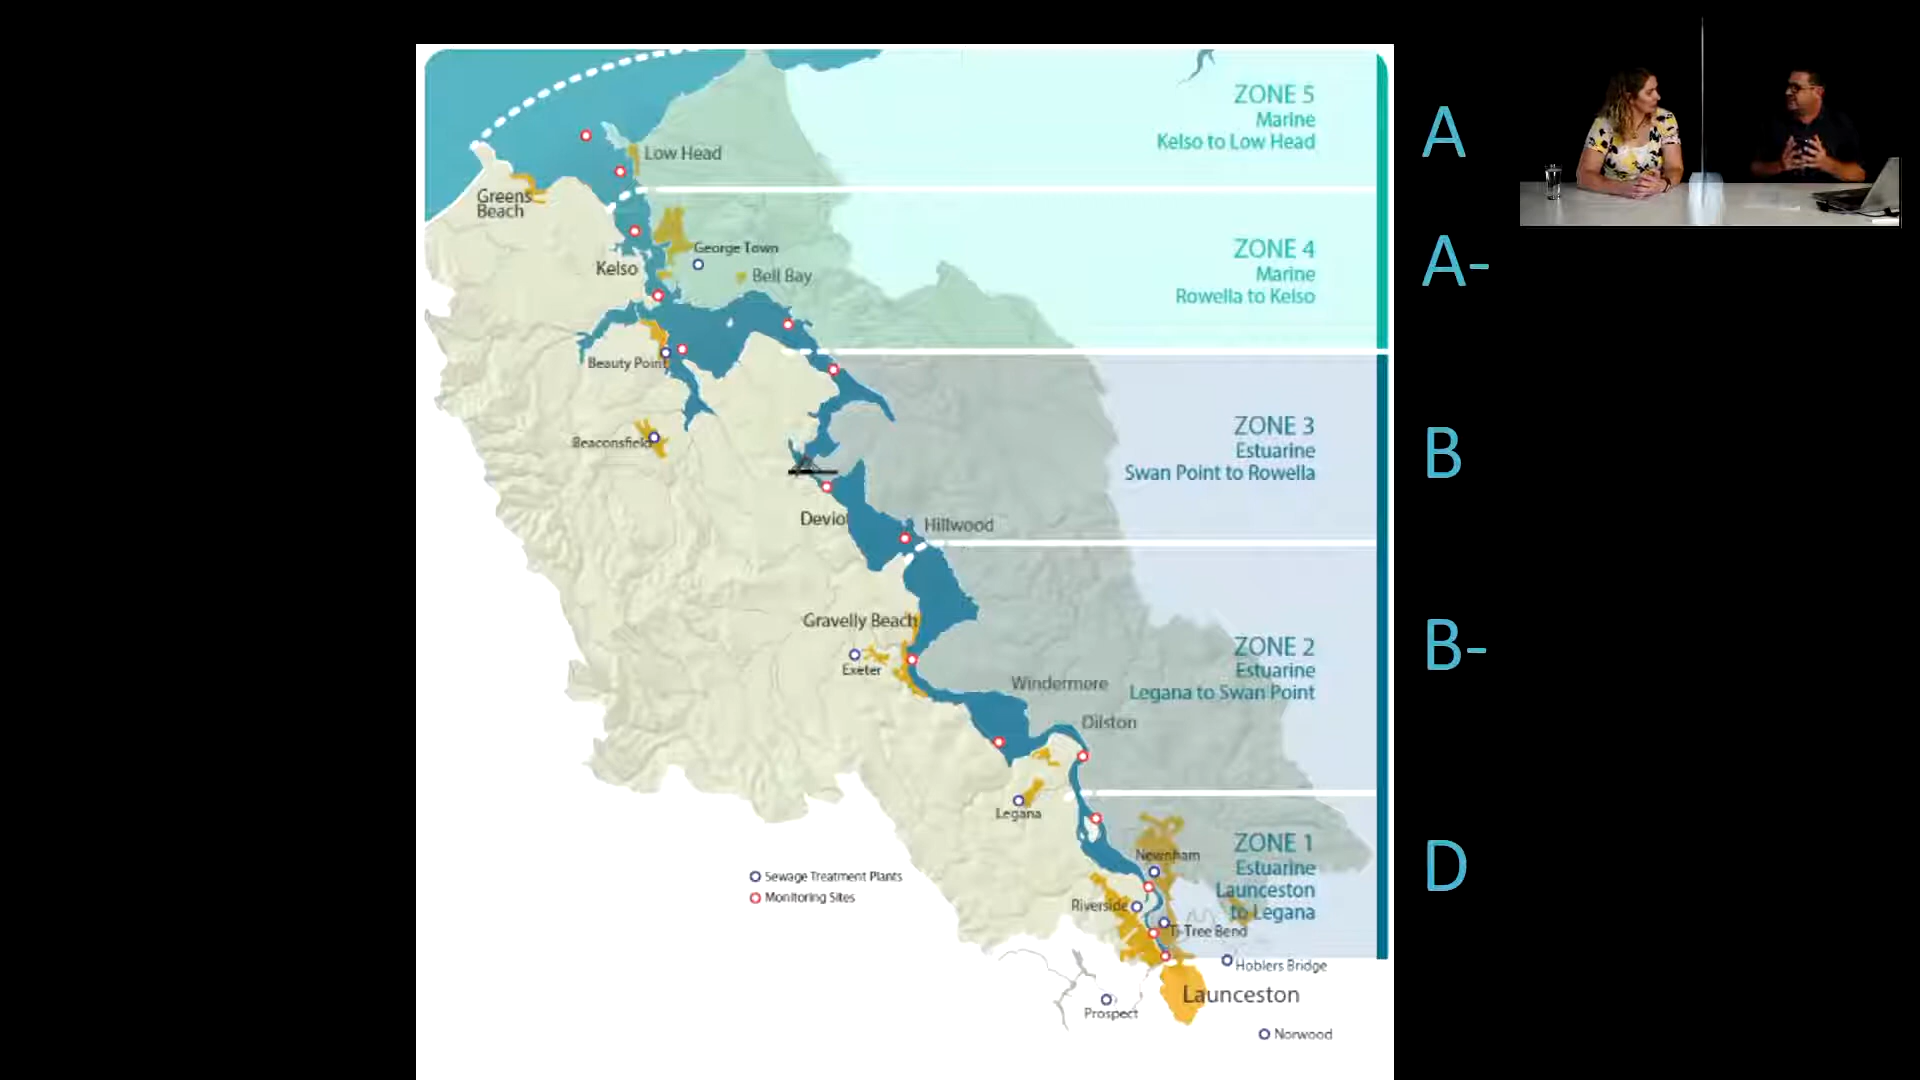 ZONE 5
Marine
Kelso to Low Head
A
Low Head
Greens
Beach
ZONE 4
Marine
Rowella to Kelso
A-
George Town
Kelso
Bell Bay
Beauty Point
ZONE 3
Estuarine
Swan Point to Rowella
B
Beaconsfield
Deviot
Hillwood
Gravelly Beach
Exeter
ZONE 2
Estuarine
Legana to Swan Point
B-
Windermere
Dilston
Legana
ZONE 1
Estuarine
Launceston
to Legana
D
Newnham
Sewage Treatment Plants
Monitoring Sites
Riverside
Ti-Tree Bend
Hoblers Bridge
Launceston
Prospect
Norwood